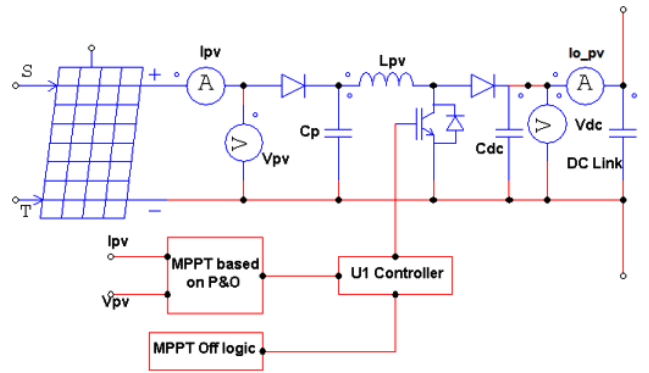 Ipv
Lpv
Io_pv
S
+
A
A
Cp
V
Vpv
Cdc
V
Vdc
DC Link
T
−
Ipv
MPPT based
on P&O
U1 Controller
Vpv
MPPT Off logic